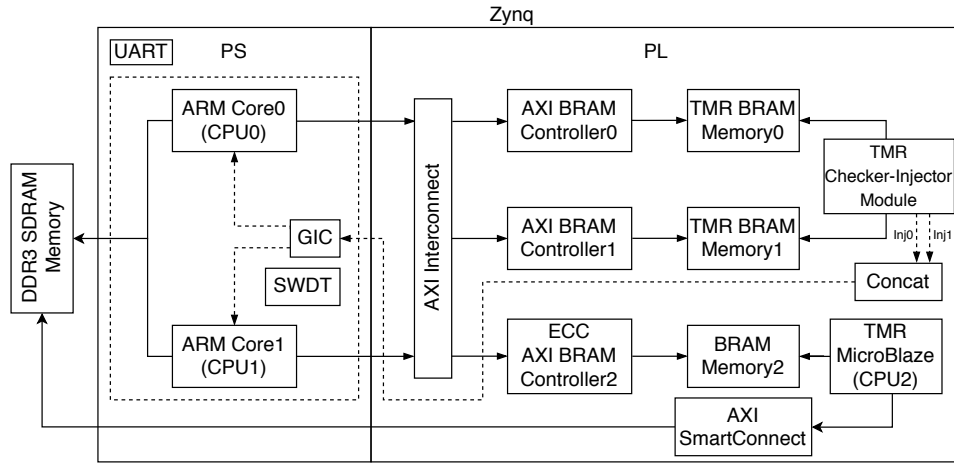 Zynq
UART
PS
PL
ARM Core0
(CPU0)
AXI BRAM
Controller0
TMR BRAM
Memory0
TMR
Checker-Injector
Module
DDR3 SDRAM
Memory
GIC
AXI Interconnect
AXI BRAM
Controller1
TMR BRAM
Memory1
Inj0
Inj1
SWDT
Concat
ARM Core1
(CPU1)
ECC
AXI BRAM
Controller2
BRAM
Memory2
TMR
MicroBlaze
(CPU2)
AXI
SmartConnect